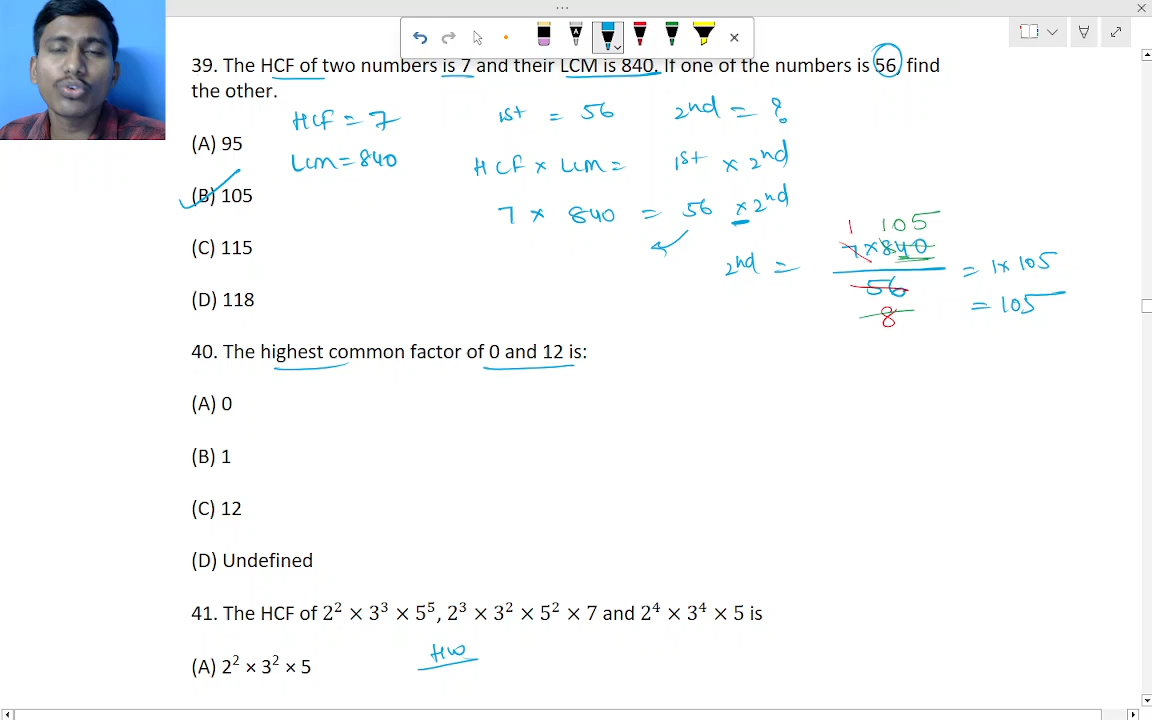 39. The HCF of two numbers is 7 and their LCM is 840. If one of the numbers is 56, find
the other.
HCF = 7 1st = 56 2nd = ?
(A) 95
LCM = 840 HCF × LCM = 1st × 2nd
(B) 105
7 × 840 = 56 × 2nd
1 105
(C) 115
2nd = 7 × 840 / 56 = 1 × 105
8
(D) 118
= 105
40. The highest common factor of 0 and 12 is:
(A) 0
(B) 1
(C) 12
(D) Undefined
41. The HCF of 2² × 3³ × 5⁵, 2³ × 3² × 5² × 7 and 2⁴ × 3⁴ × 5 is
HW
(A) 2² × 3² × 5